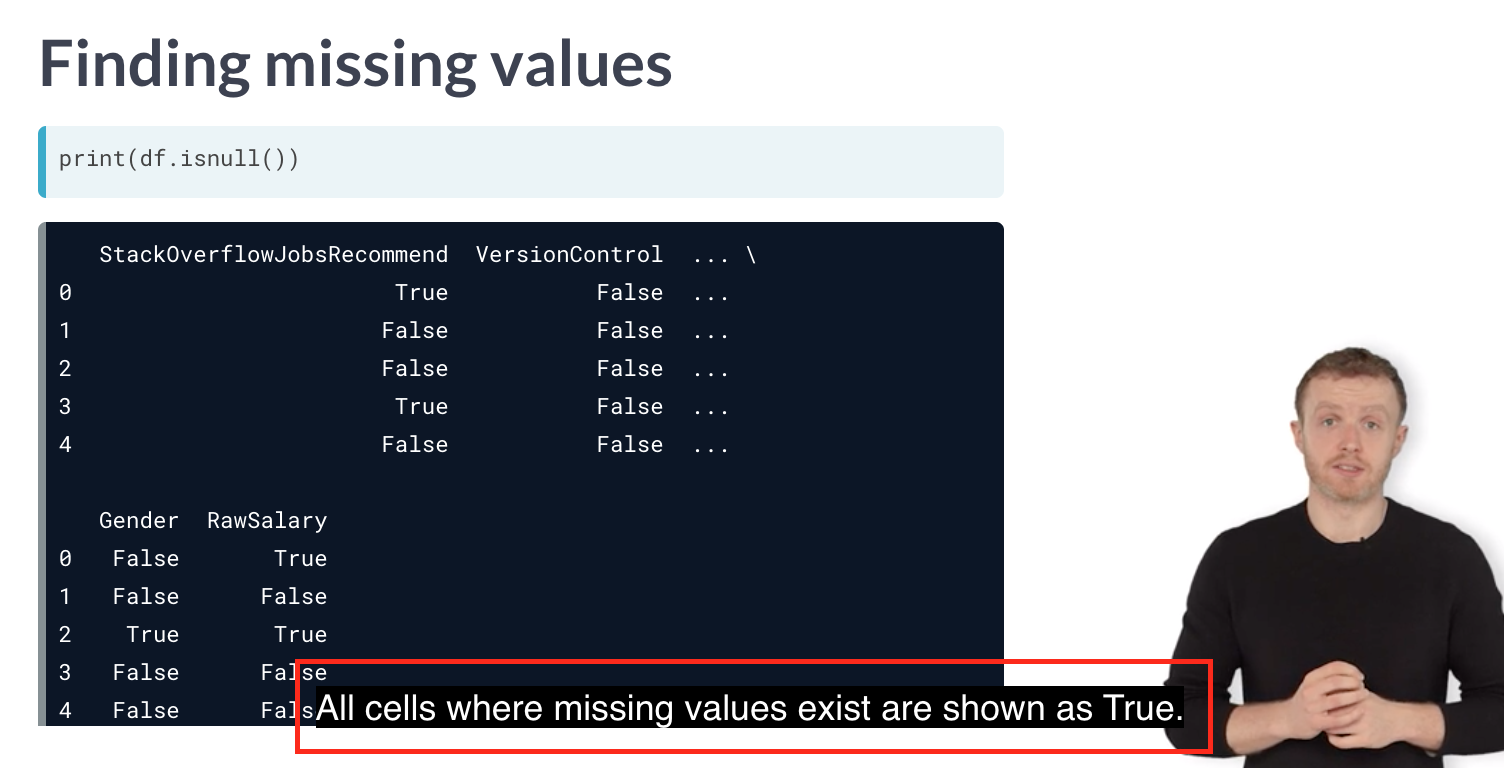 Finding missing values
print(df.isnull())
StackOverflowJobsRecommend VersionControl ... \
0 True False ...
1 False False ...
2 False False ...
3 True False ...
4 False False ...
Gender RawSalary
0 False True
1 False False
2 True True
3 False False
4 False Fals
All cells where missing values exist are shown as True.